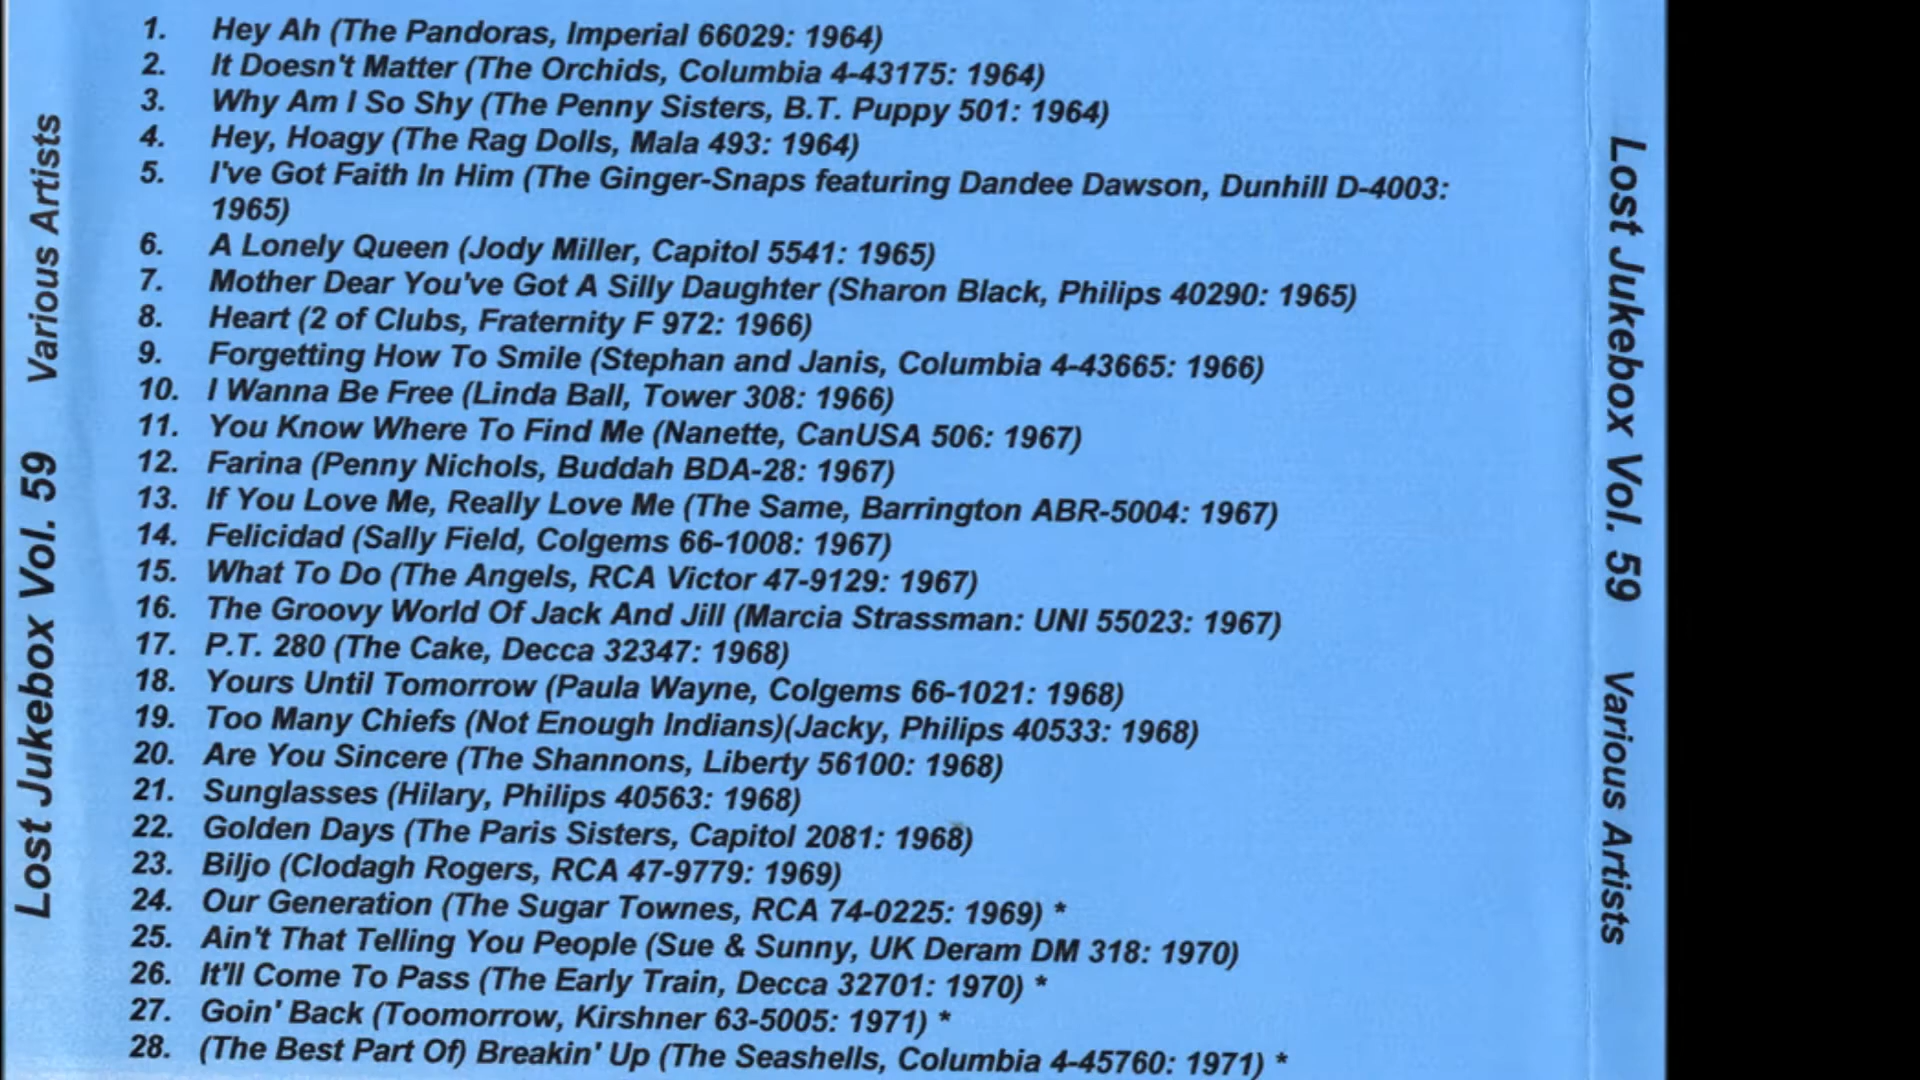 1. Hey Ah (The Pandoras, Imperial 66029: 1964)
2. It Doesn't Matter (The Orchids, Columbia 4-43175: 1964)
3. Why Am I So Shy (The Penny Sisters, B.T. Puppy 501: 1964)
4. Hey, Hoagy (The Rag Dolls, Mala 493: 1964)
5. I've Got Faith In Him (The Ginger-Snaps featuring Dandee Dawson, Dunhill D-4003:
1965)
6. A Lonely Queen (Jody Miller, Capitol 5541: 1965)
7. Mother Dear You've Got A Silly Daughter (Sharon Black, Philips 40290: 1965)
8. Heart (2 of Clubs, Fraternity F 972: 1966)
9. Forgetting How To Smile (Stephan and Janis, Columbia 4-43665: 1966)
10. I Wanna Be Free (Linda Ball, Tower 308: 1966)
11. You Know Where To Find Me (Nanette, CanUSA 506: 1967)
12. Farina (Penny Nichols, Buddah BDA-28: 1967)
13. If You Love Me, Really Love Me (The Same, Barrington ABR-5004: 1967)
14. Felicidad (Sally Field, Colgems 66-1008: 1967)
15. What To Do (The Angels, RCA Victor 47-9129: 1967)
16. The Groovy World Of Jack And Jill (Marcia Strassman: UNI 55023: 1967)
17. P.T. 280 (The Cake, Decca 32347: 1968)
18. Yours Until Tomorrow (Paula Wayne, Colgems 66-1021: 1968)
19. Too Many Chiefs (Not Enough Indians)(Jacky, Philips 40533: 1968)
20. Are You Sincere (The Shannons, Liberty 56100: 1968)
21. Sunglasses (Hilary, Philips 40563: 1968)
22. Golden Days (The Paris Sisters, Capitol 2081: 1968)
23. Biljo (Clodagh Rogers, RCA 47-9779: 1969)
24. Our Generation (The Sugar Townes, RCA 74-0225: 1969) *
25. Ain't That Telling You People (Sue & Sunny, UK Deram DM 318: 1970)
26. It'll Come To Pass (The Early Train, Decca 32701: 1970) *
27. Goin' Back (Toomorrow, Kirshner 63-5005: 1971) *
28. (The Best Part Of) Breakin' Up (The Seashells, Columbia 4-45760: 1971) *
Lost Jukebox Vol. 59 Various Artists
Lost Jukebox Vol. 59 Various Artists